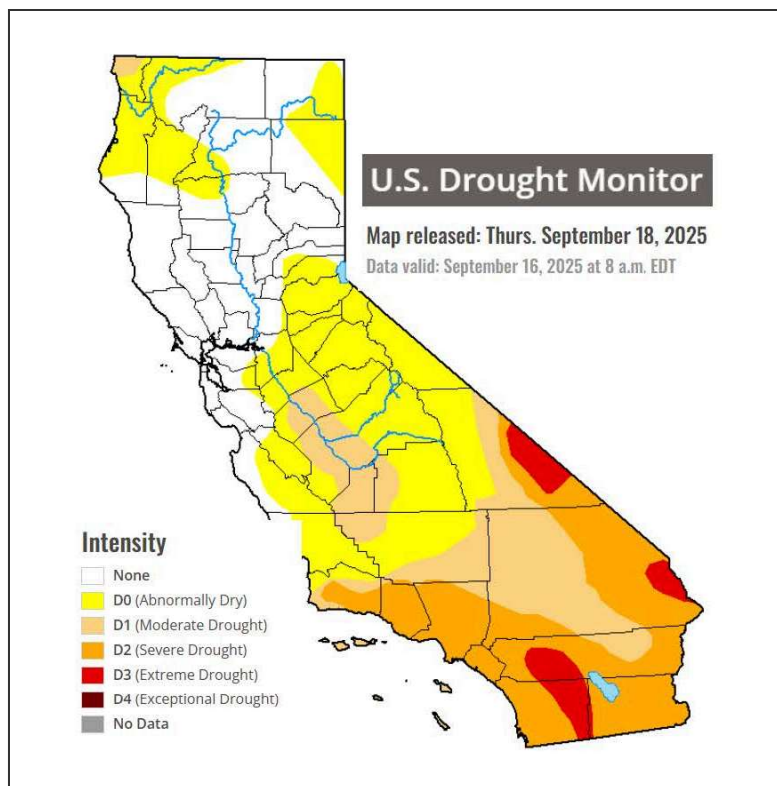 U.S. Drought Monitor
Map released: Thurs. September 18, 2025
Data valid: September 16, 2025 at 8 a.m. EDT
Intensity
None
D0 (Abnormally Dry)
D1 (Moderate Drought)
D2 (Severe Drought)
D3 (Extreme Drought)
D4 (Exceptional Drought)
No Data